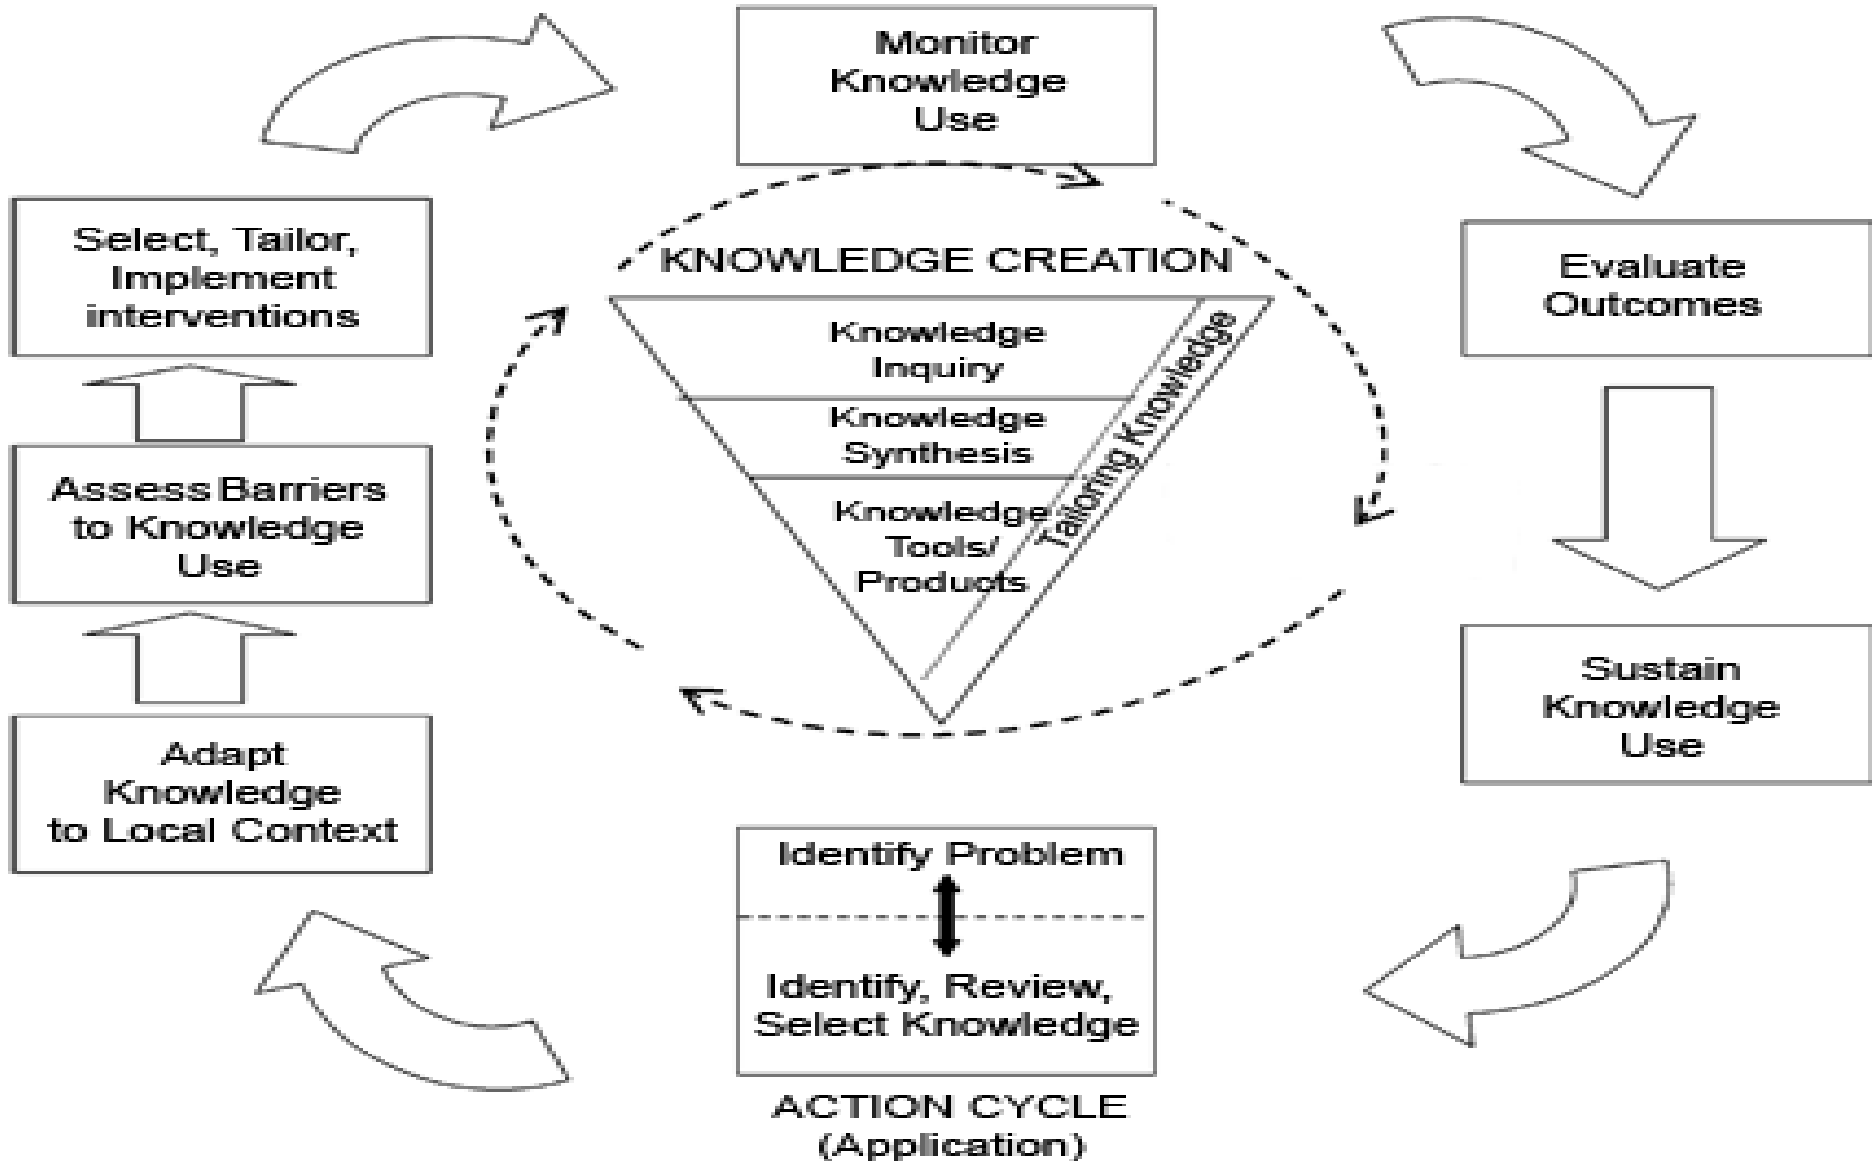 Monitor
Knowledge
Use
Select, Tailor,
Implement
interventions
KNOWLEDGE CREATION
Evaluate
Outcomes
Knowledge
Inquiry
Knowledge
Synthesis
Knowledge
Tools/
Products
Tailoring Knowledge
Assess Barriers
to Knowledge
Use
Sustain
Knowledge
Use
Adapt
Knowledge
to Local Context
Identify Problem
Identify, Review,
Select Knowledge
ACTION CYCLE
(Application)